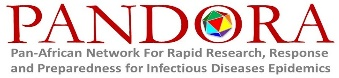 PANDORA
Pan-African Network For Rapid Research, Response
and Preparedness for Infectious Diseases Epidemics